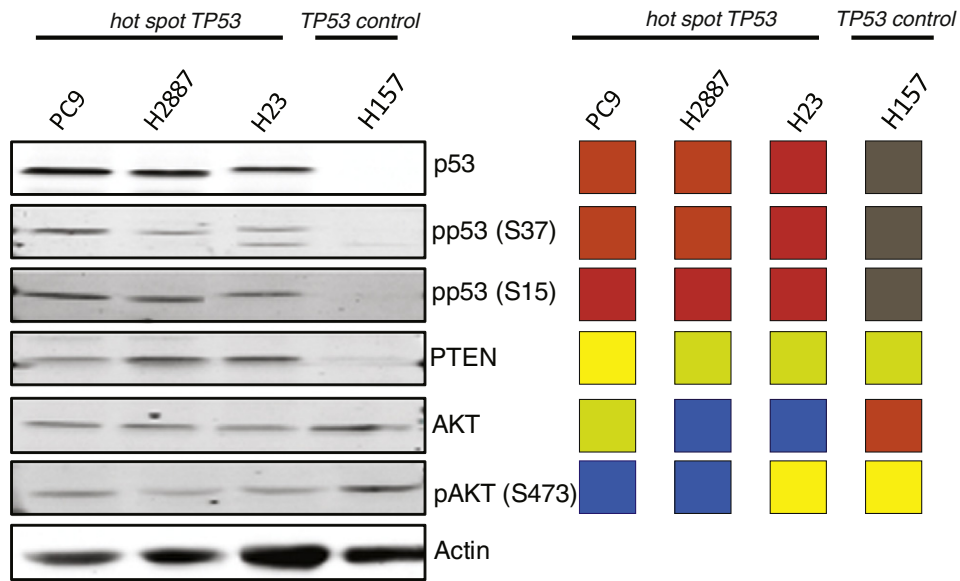 hot spot TP53 TP53 control hot spot TP53 TP53 control
PC9 H2887 H23 H157 PC9 H2887 H23 H157
p53
pp53 (S37)
pp53 (S15)
PTEN
AKT
pAKT (S473)
Actin